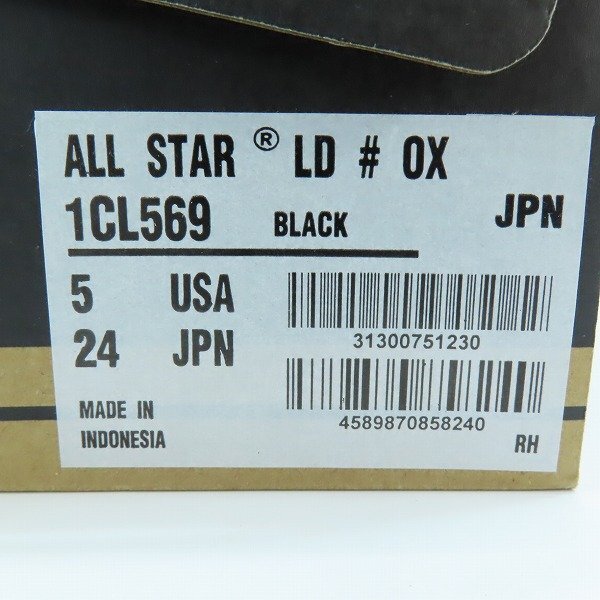 ALL STAR® LD # OX
1CL569 BLACK JPN
5 USA
24 JPN
31300751230
MADE IN
INDONESIA
4589870858240
RH